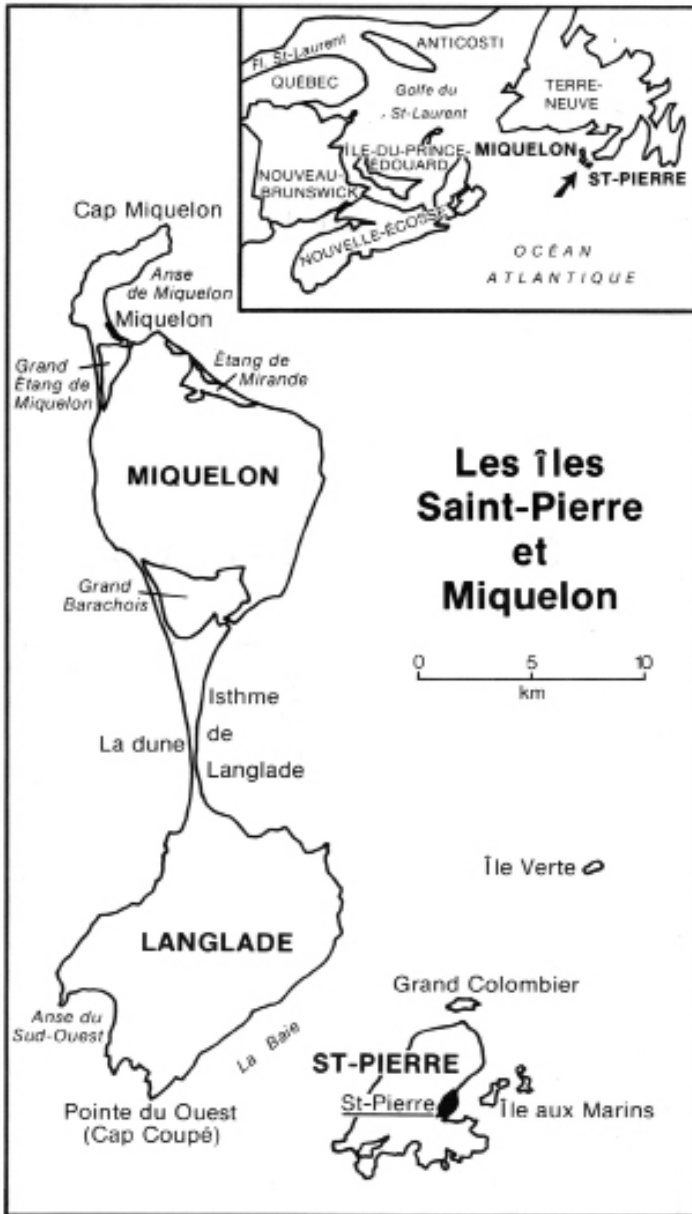 Fl. St-Laurent
ANTICOSTI
QUÉBEC
Golfe du
St-Laurent
TERRE-
NEUVE
ÎLE-DU-PRINCE-
ÉDOUARD
MIQUELON
NOUVEAU-
BRUNSWICK
ST-PIERRE
NOUVELLE-ÉCOSSE
OCÉAN
ATLANTIQUE
Cap Miquelon
Anse
de Miquelon
Miquelon
Grand
Étang de
Miquelon
Étang de
Mirande
MIQUELON
Les îles
Saint-Pierre
et
Miquelon
Grand
Barachois
0 5 10
km
Isthme
de
Langlade
La dune
Île Verte
LANGLADE
Grand Colombier
Anse du
Sud-Ouest
La Baie
ST-PIERRE
St-Pierre
Île aux Marins
Pointe du Ouest
(Cap Coupé)